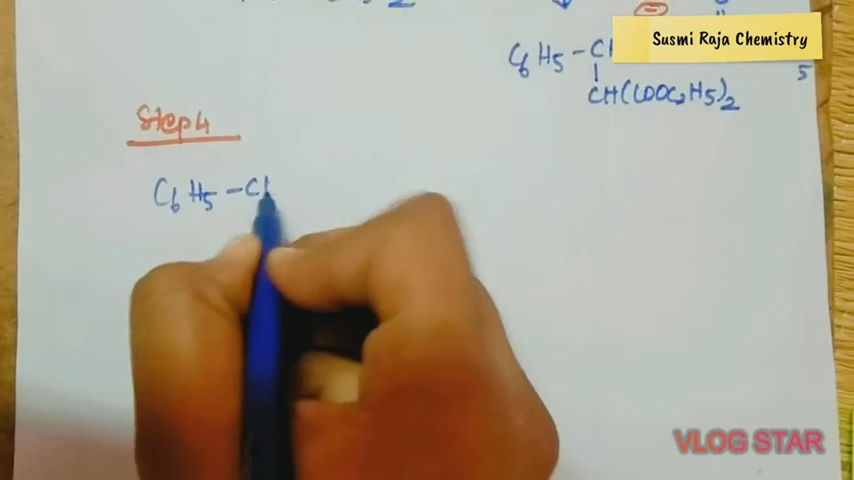 Susmi Raja Chemistry
C6H5-C
5
CH(COOC2H5)2
Step 4
C6H5-C
VLOG STAR